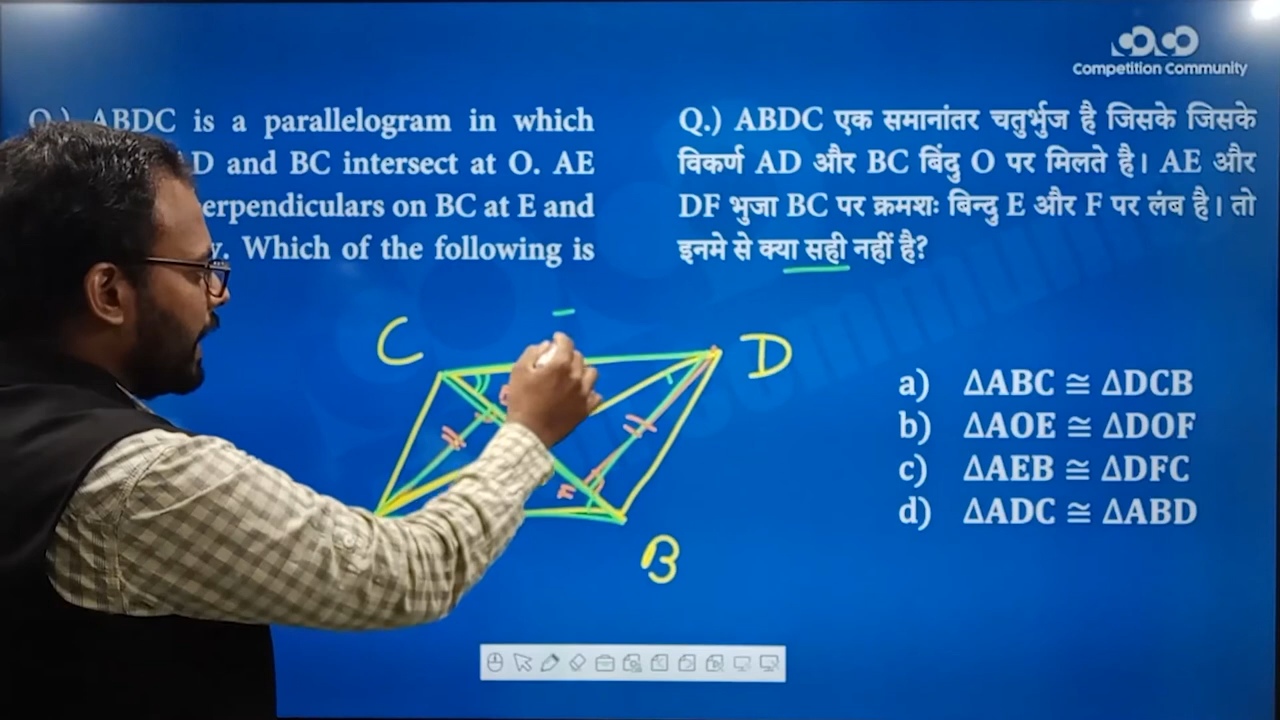 Competition Community
Q.) ABDC is a parallelogram in which
D and BC intersect at O. AE
erpendiculars on BC at E and
. Which of the following is
Q.) ABDC एक समानांतर चतुर्भुज है जिसके जिसके
विकर्ण AD और BC बिंदु O पर मिलते है। AE और
DF भुजा BC पर क्रमशः बिन्दु E और F पर लंब है। तो
इनमे से क्या सही नहीं है?
C
D
B
a) ΔABC ≅ ΔDCB
b) ΔAOE ≅ ΔDOF
c) ΔAEB ≅ ΔDFC
d) ΔADC ≅ ΔABD